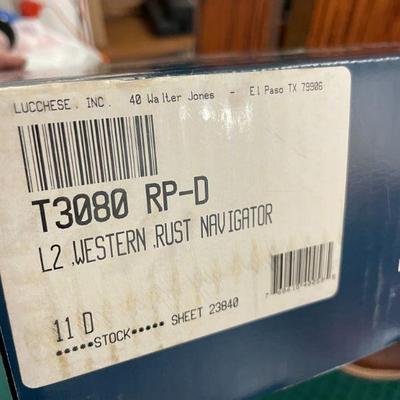 LUCCHESE, INC. 40 Walter Jones - El Paso TX 79906
T3080 RP-D
L2 ,WESTERN ,RUST NAVIGATOR
11 D
*****STOCK***** SHEET 23840